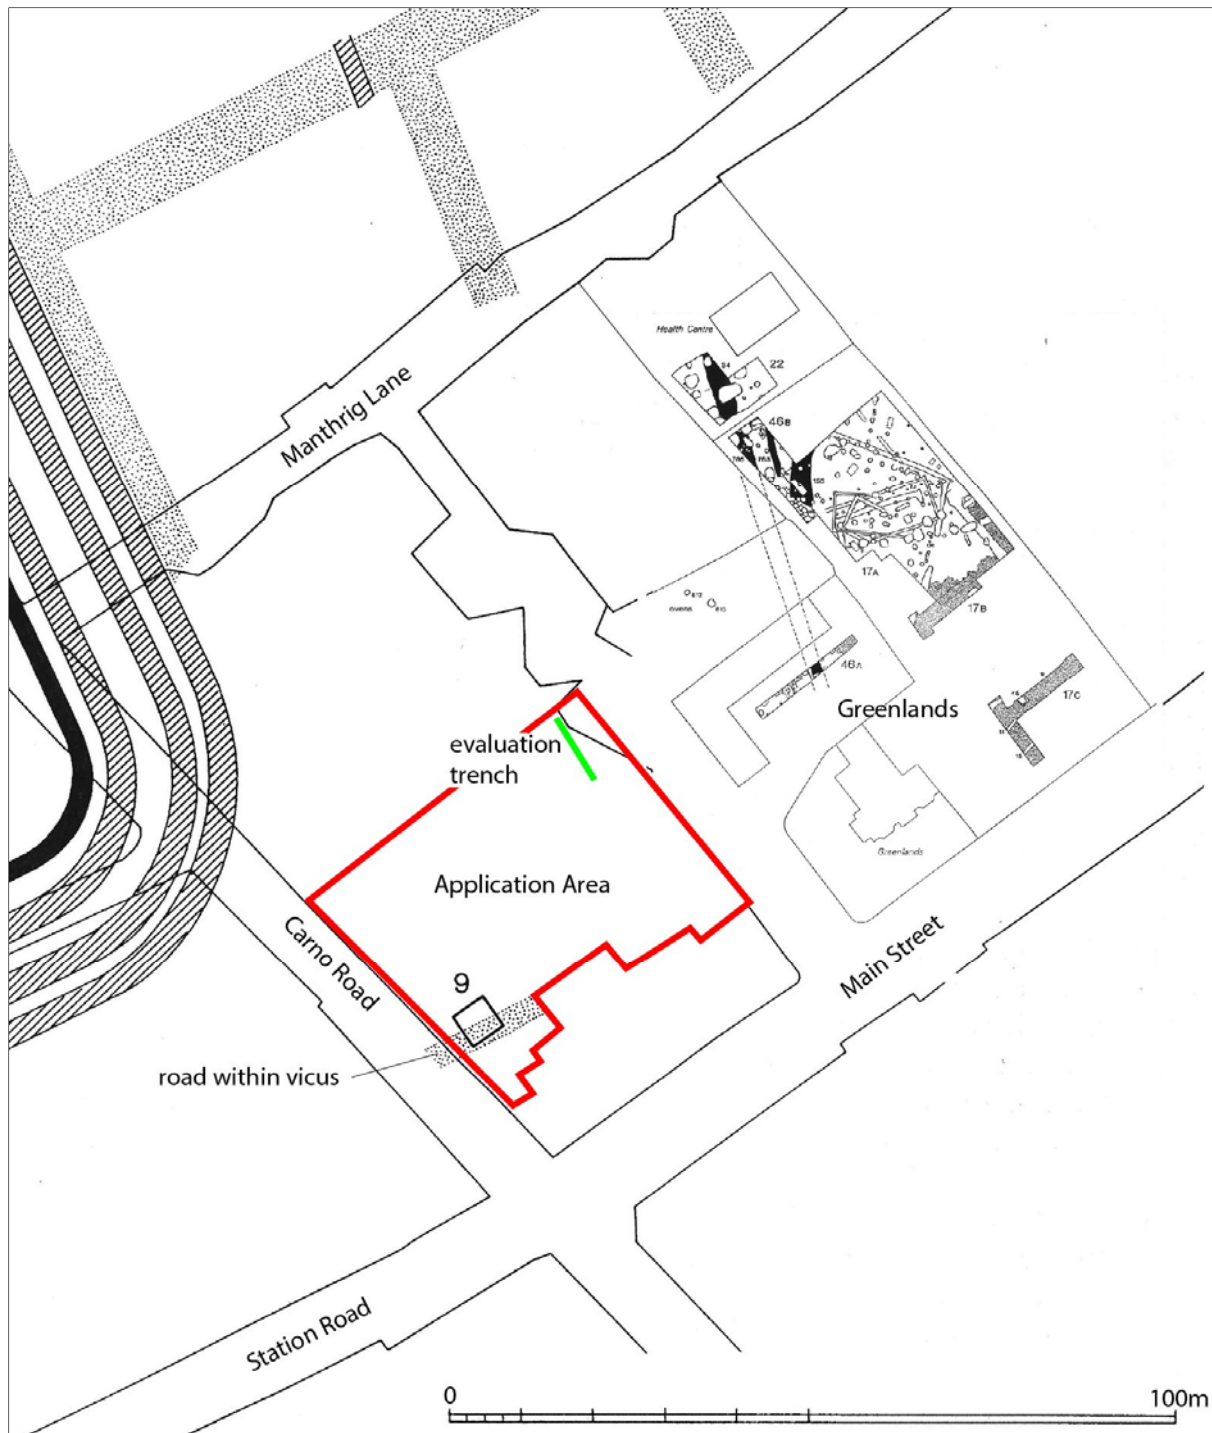 Health Centre
22
Manthrig Lane
46B
17A
ovens
17B
46A
17C
Greenlands
evaluation
trench
Greenlands
Application Area
Carno Road
Main Street
9
road within vicus
Station Road
0
100m